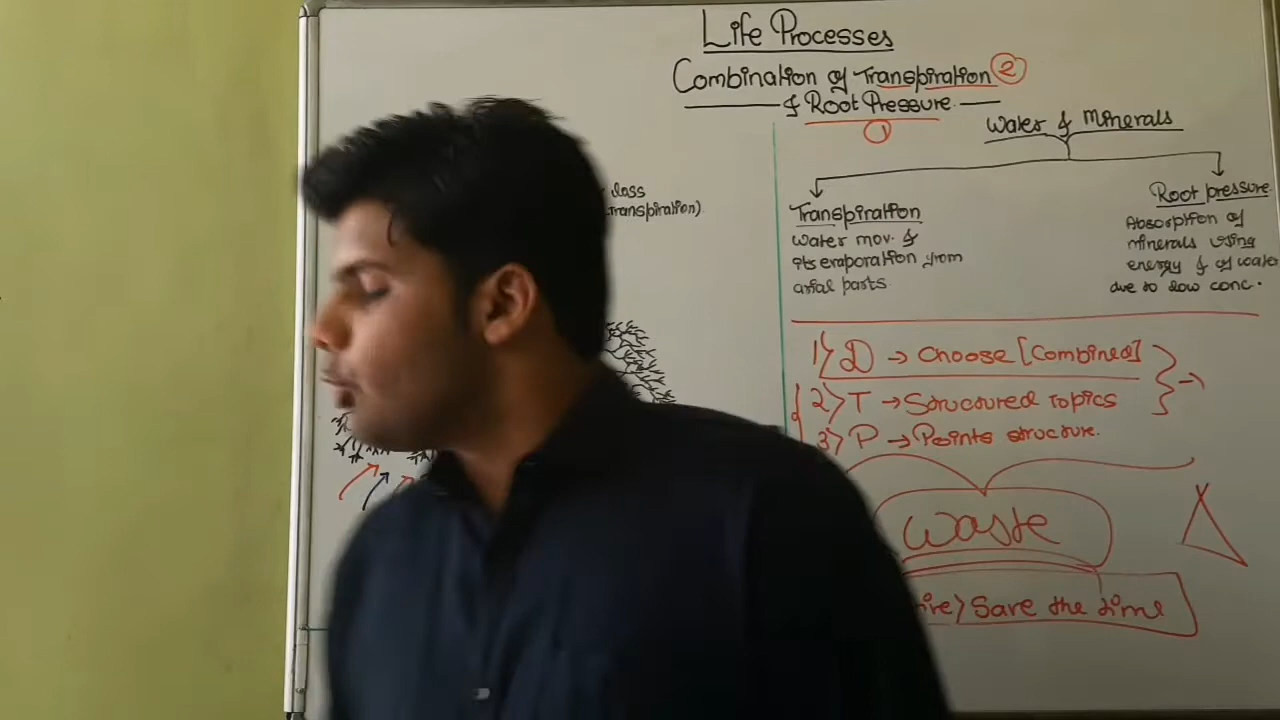 Life Processes
Combination of Transpiration ②
& Root Pressure
①
Water & Minerals
loss
transpiration)
Transpiration
Water mov. &
its evaporation from
arial parts
Root pressure
Absorption of
minerals using
energy & of water
due to low conc.
1> D → Choose [Combined]
2> T → Structured Topics
3> P → Points structure.
Waste
Save the time